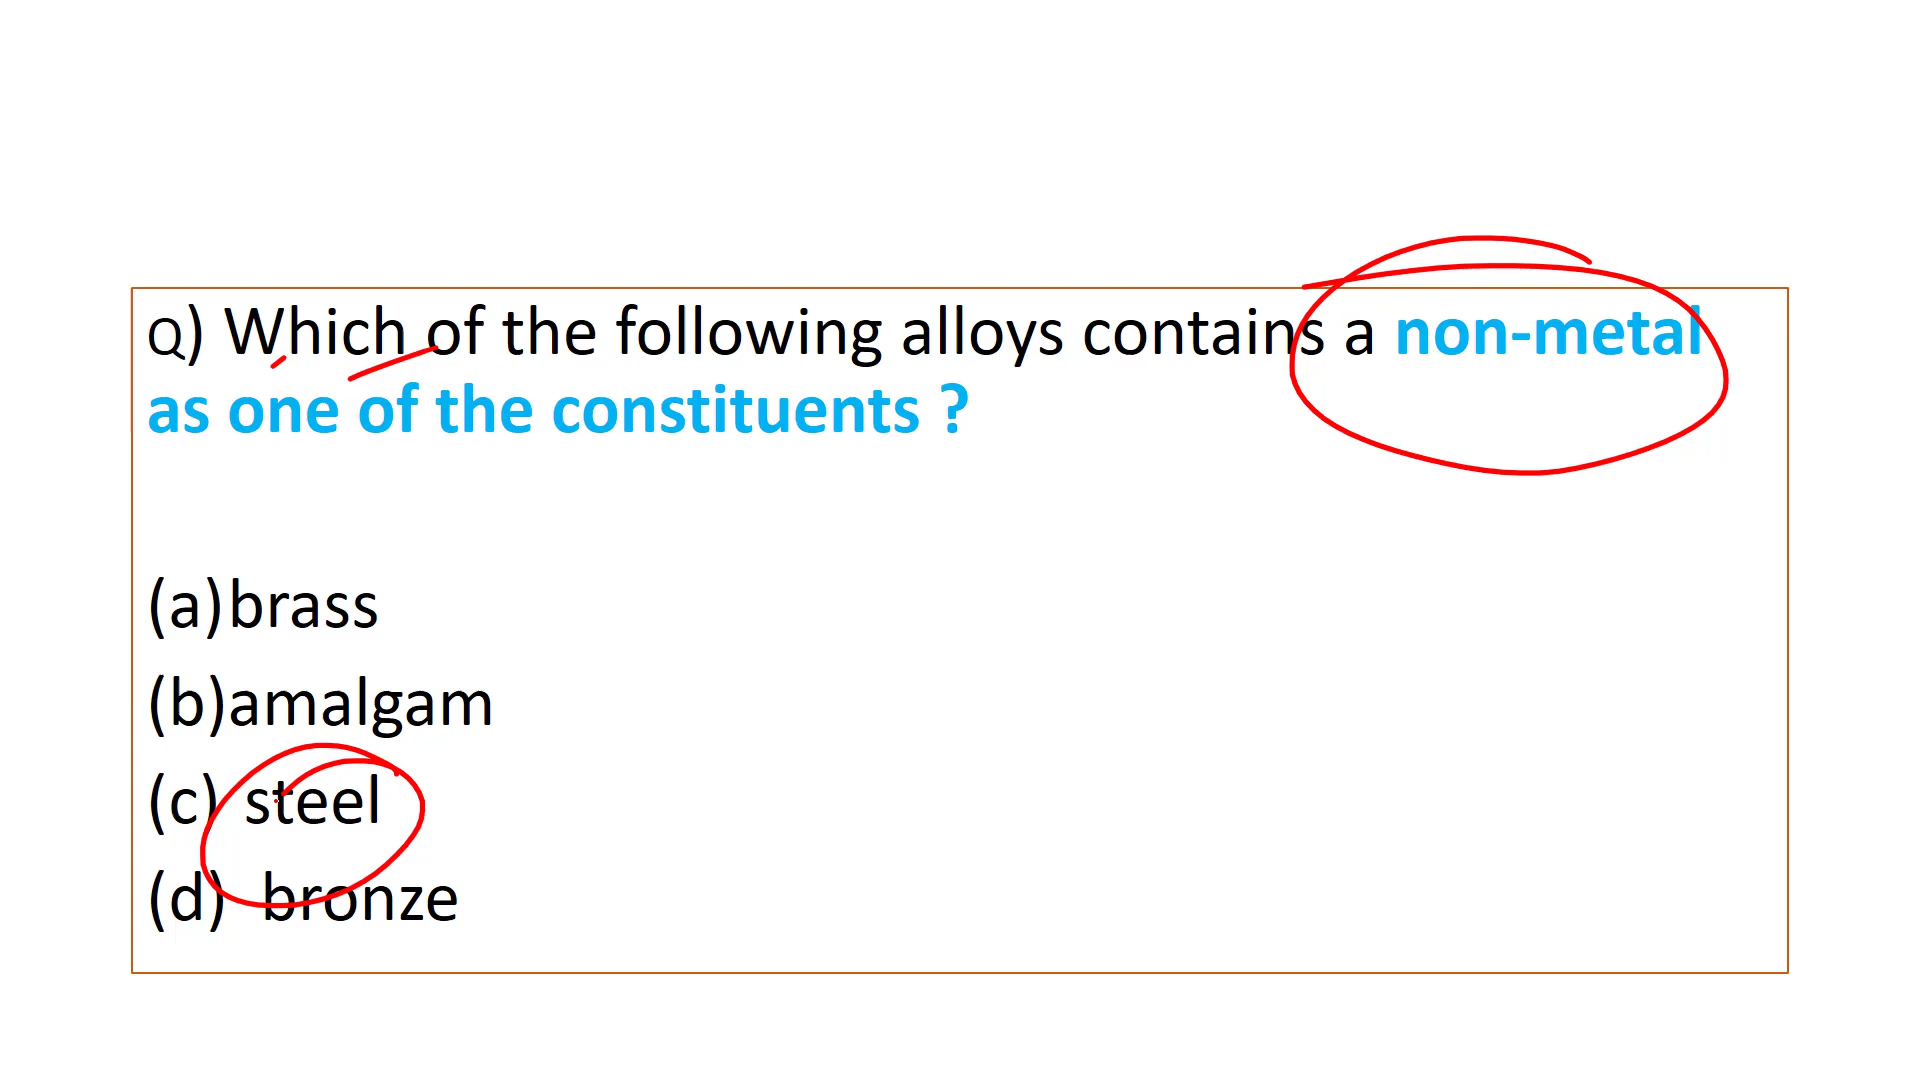 Q) Which of the following alloys contains a non-metal
as one of the constituents ?
(a)brass
(b)amalgam
(c) steel
(d) bronze